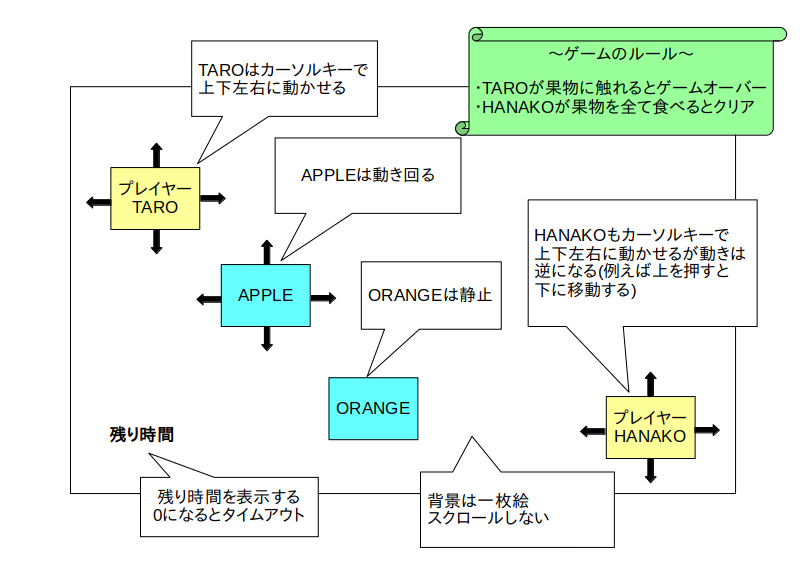 ～ゲームのルール～
・TAROが果物に触れるとゲームオーバー
・HANAKOが果物を全て食べるとクリア
TAROはカーソルキーで
上下左右に動かせる
プレイヤー
TARO
APPLEは動き回る
APPLE
HANAKOもカーソルキーで
上下左右に動かせるが動きは
逆になる(例えば上を押すと
下に移動する)
ORANGEは静止
ORANGE
プレイヤー
HANAKO
残り時間
残り時間を表示する
0になるとタイムアウト
背景は一枚絵
スクロールしない